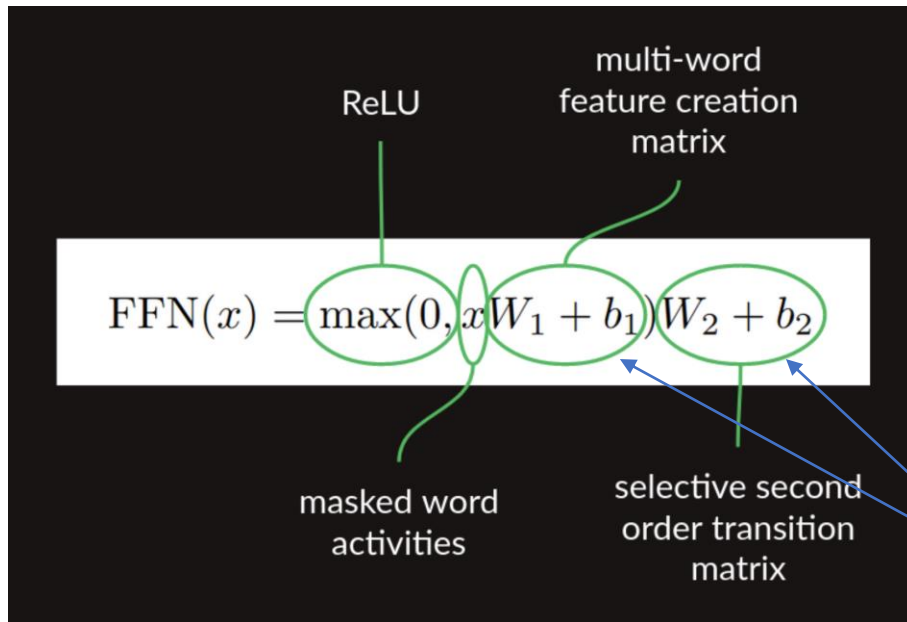 ReLU
multi-word
feature creation
matrix
FFN(x) = max(0, xW₁ + b₁)W₂ + b₂
masked word
activities
selective second
order transition
matrix